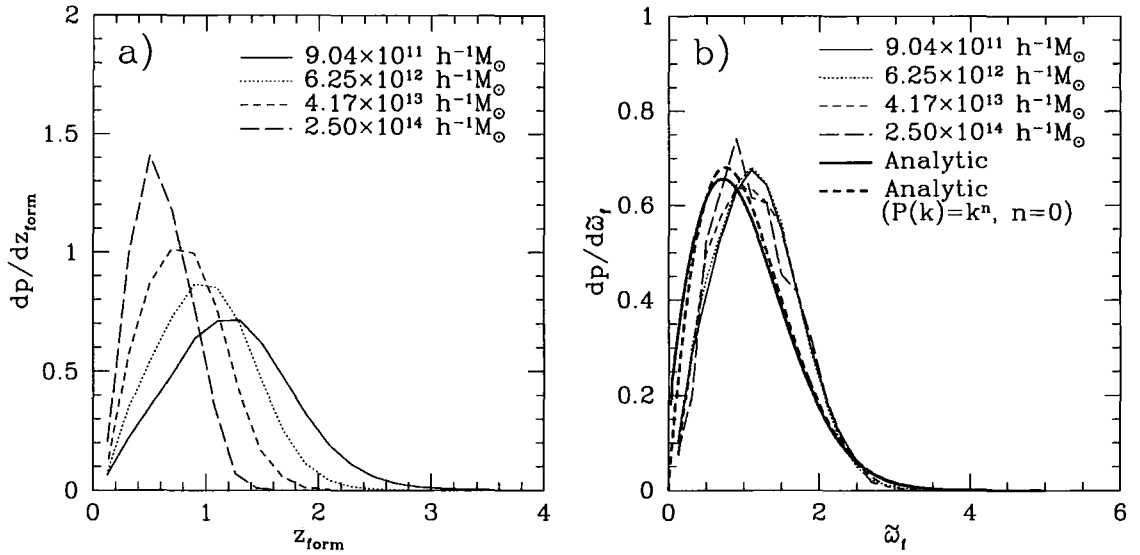 a)
9.04×10¹¹ h⁻¹M⊙
6.25×10¹² h⁻¹M⊙
4.17×10¹³ h⁻¹M⊙
2.50×10¹⁴ h⁻¹M⊙
2
1.5
1
0.5
0
dp/dz_form
0 1 2 3 4
z_form
b)
9.04×10¹¹ h⁻¹M⊙
6.25×10¹² h⁻¹M⊙
4.17×10¹³ h⁻¹M⊙
2.50×10¹⁴ h⁻¹M⊙
Analytic
Analytic
(P(k)=kⁿ, n=0)
1
0.8
0.6
0.4
0.2
0
dp/dω̃_f
0 2 4 6
ω̃_f